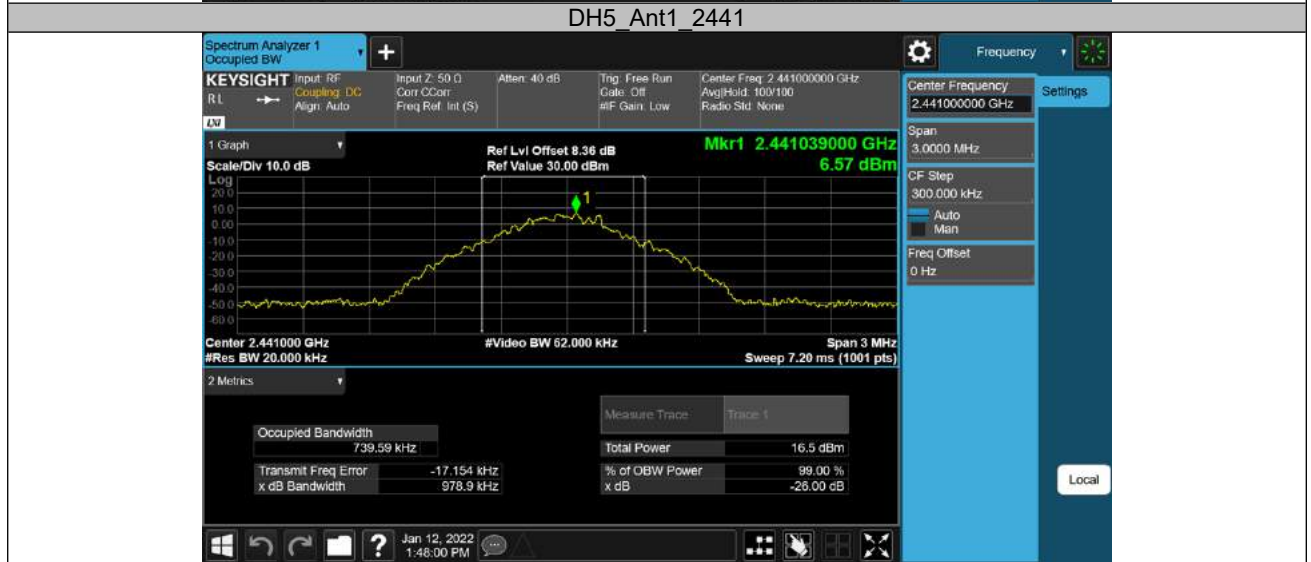 DH5_Ant1_2441
Spectrum Analyzer 1
Occupied BW
+
Frequency
KEYSIGHT
RL
LXI
Input: RF
Coupling: DC
Align: Auto
Input Z: 50 Ω
Corr CCorr
Freq Ref: Int (S)
Atten: 40 dB
Trig: Free Run
Gate: Off
#IF Gain: Low
Center Freq: 2.441000000 GHz
Avg|Hold: 100/100
Radio Std: None
Center Frequency
2.441000000 GHz
Settings
Span
3.0000 MHz
CF Step
300.000 kHz
Auto
Man
Freq Offset
0 Hz
1 Graph
Scale/Div 10.0 dB
Ref Lvl Offset 8.36 dB
Ref Value 30.00 dBm
Mkr1 2.441039000 GHz
6.57 dBm
Log
20.0
10.0
0.00
-10.0
-20.0
-30.0
-40.0
-50.0
-60.0
1
Center 2.441000 GHz
#Video BW 62.000 kHz
Span 3 MHz
#Res BW 20.000 kHz
Sweep 7.20 ms (1001 pts)
2 Metrics
Measure Trace
Trace 1
Occupied Bandwidth
739.59 kHz
Total Power
16.5 dBm
Transmit Freq Error
-17.154 kHz
% of OBW Power
99.00 %
x dB Bandwidth
978.9 kHz
x dB
-26.00 dB
Local
?
Jan 12, 2022
1:48:00 PM